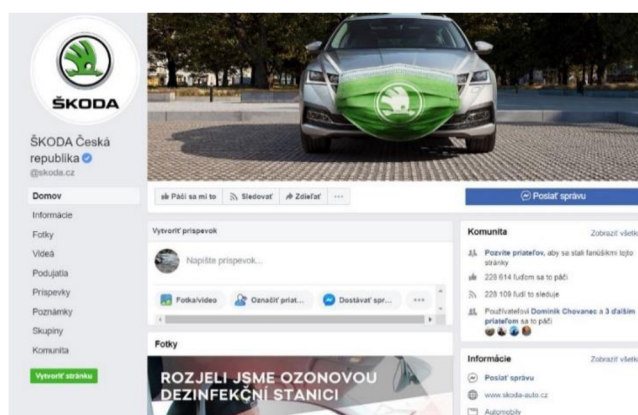 ŠKODA
ŠKODA Česká
republika
@skoda.cz
Domov
Informácie
Fotky
Videá
Podujatia
Príspevky
Poznámky
Skupiny
Komunita
Vytvoriť stránku
Páči sa mi to
Sledovať
Zdieľať
Poslať správu
Vytvoriť príspevok
Napíšte príspevok...
Fotka/video
Označiť priat...
Dostávať spr...
Fotky
ROZJELI JSME OZONOVOU
DEZINFEKČNÍ STANICI
Komunita
Zobraziť všetk
Pozvite priateľov, aby sa stali fanúšikmi tejto
stránky
228 614 ľuďom sa to páči
228 109 ľudí to sleduje
Používateľovi Dominik Chovanec a 3 ďalším
priateľom sa to páči
Informácie
Zobraziť všetk
Poslať správu
www.skoda-auto.cz
Automobily